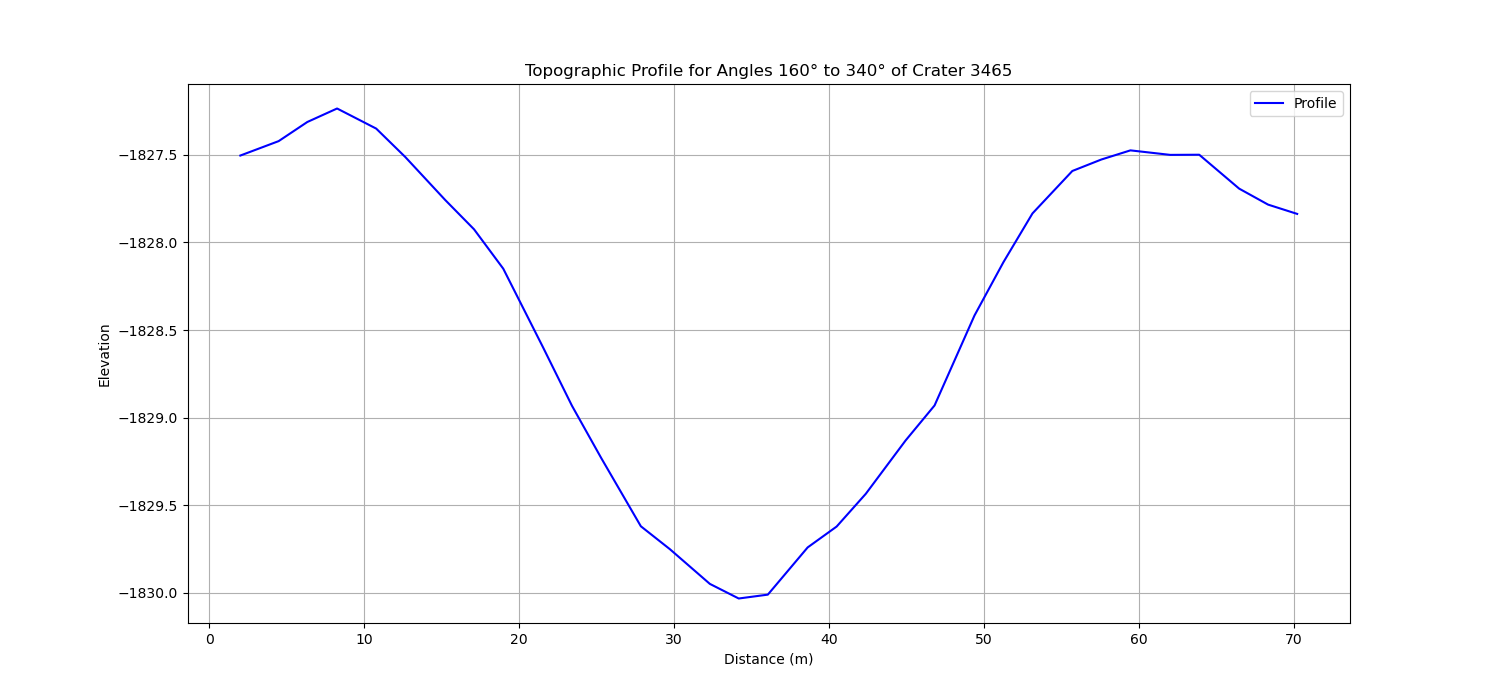 Topographic Profile for Angles 160° to 340° of Crater 3465
Profile
−1827.5
−1828.0
−1828.5
−1829.0
−1829.5
−1830.0
Elevation
0 10 20 30 40 50 60 70
Distance (m)